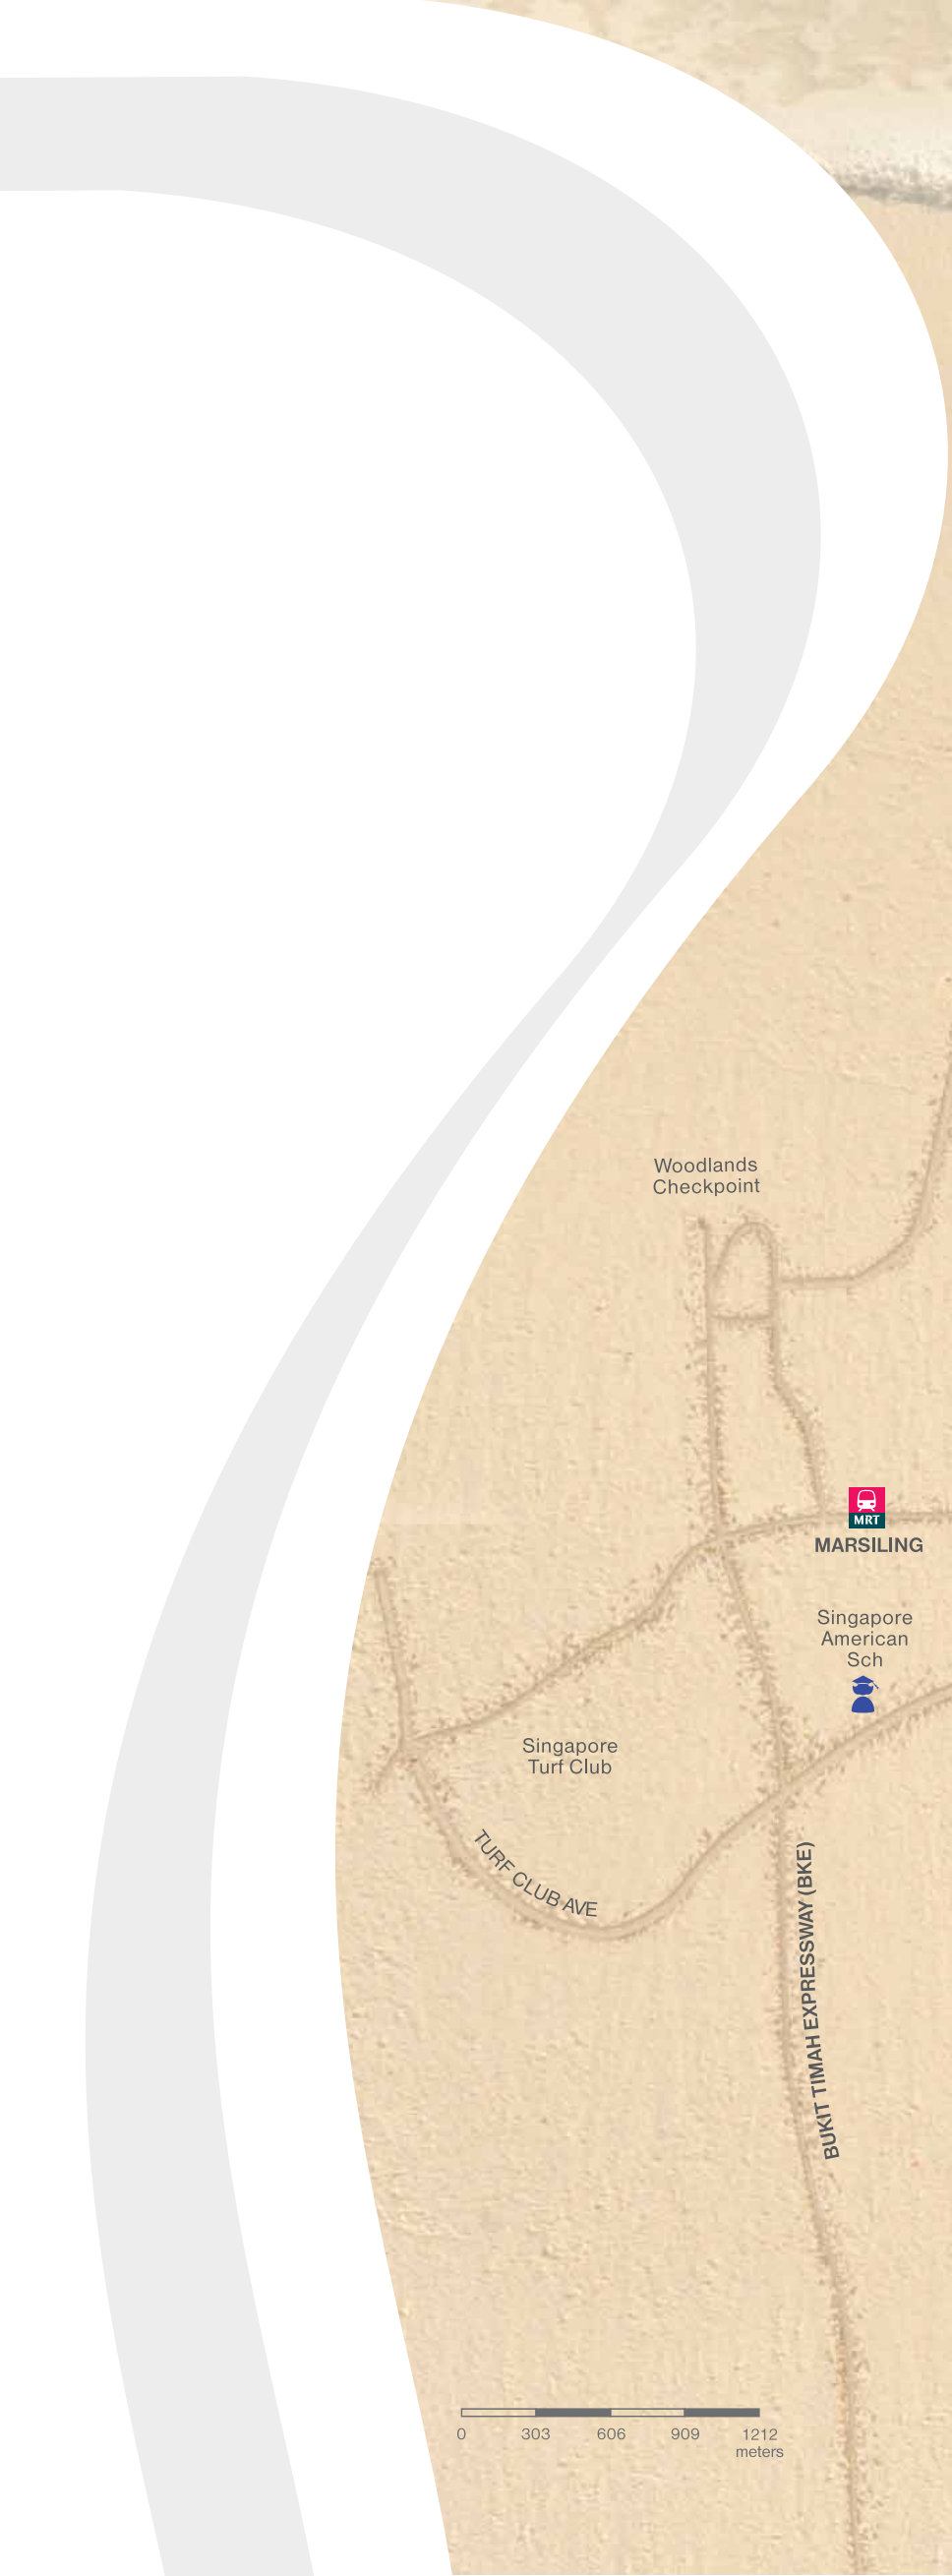 Woodlands
Checkpoint
MRT
MARSILING
Singapore
American
Sch
Singapore
Turf Club
TURF CLUB AVE
BUKIT TIMAH EXPRESSWAY (BKE)
0 303 606 909 1212
meters